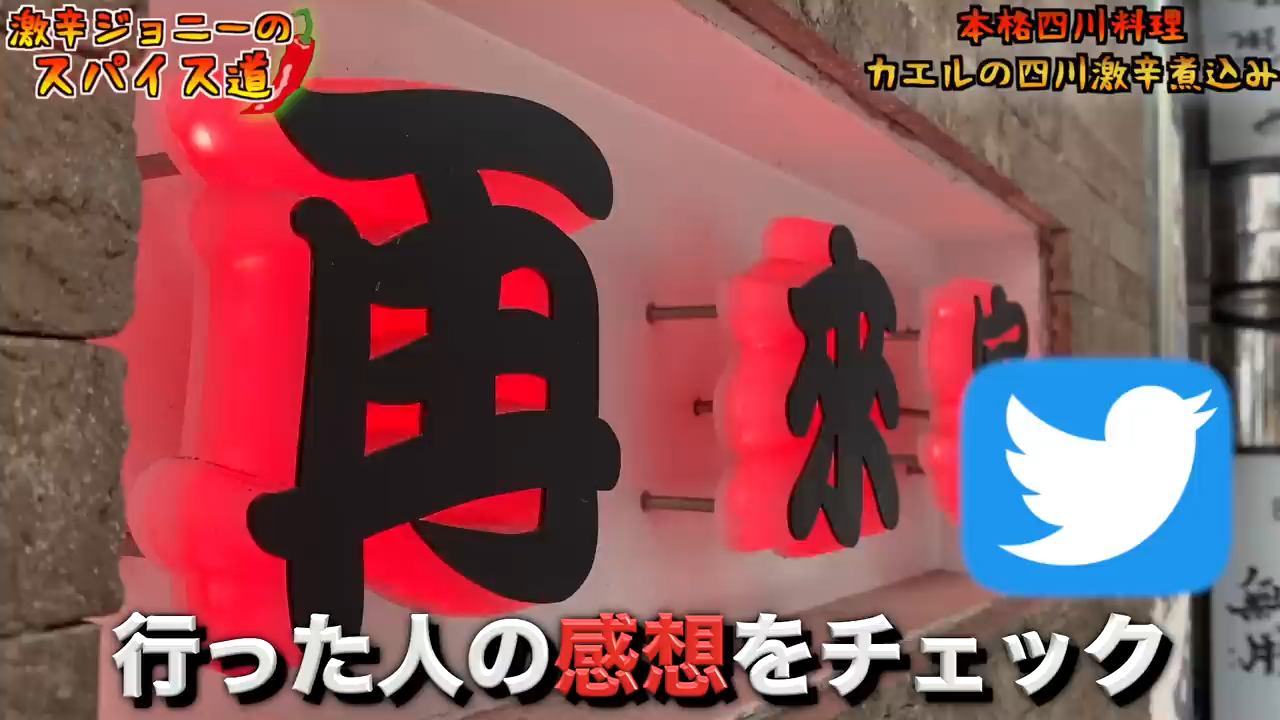 激辛ジョニーの
スパイス道
本格四川料理
カエルの四川激辛煮込み
再来
行った人の感想をチェック